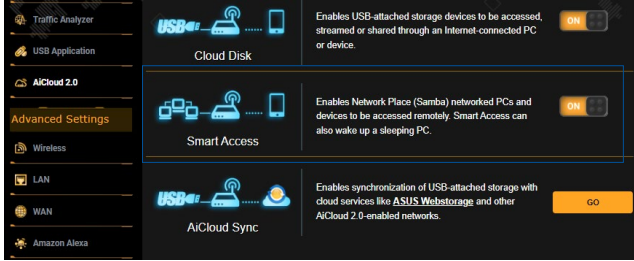 Traffic Analyzer
USB Application
AiCloud 2.0
Advanced Settings
Wireless
LAN
WAN
Amazon Alexa
USB
Cloud Disk
Enables USB-attached storage devices to be accessed,
streamed or shared through an Internet-connected PC
or device.
ON
Smart Access
Enables Network Place (Samba) networked PCs and
devices to be accessed remotely. Smart Access can
also wake up a sleeping PC.
ON
USB
AiCloud Sync
Enables synchronization of USB-attached storage with
cloud services like ASUS Webstorage and other
AiCloud 2.0-enabled networks.
GO